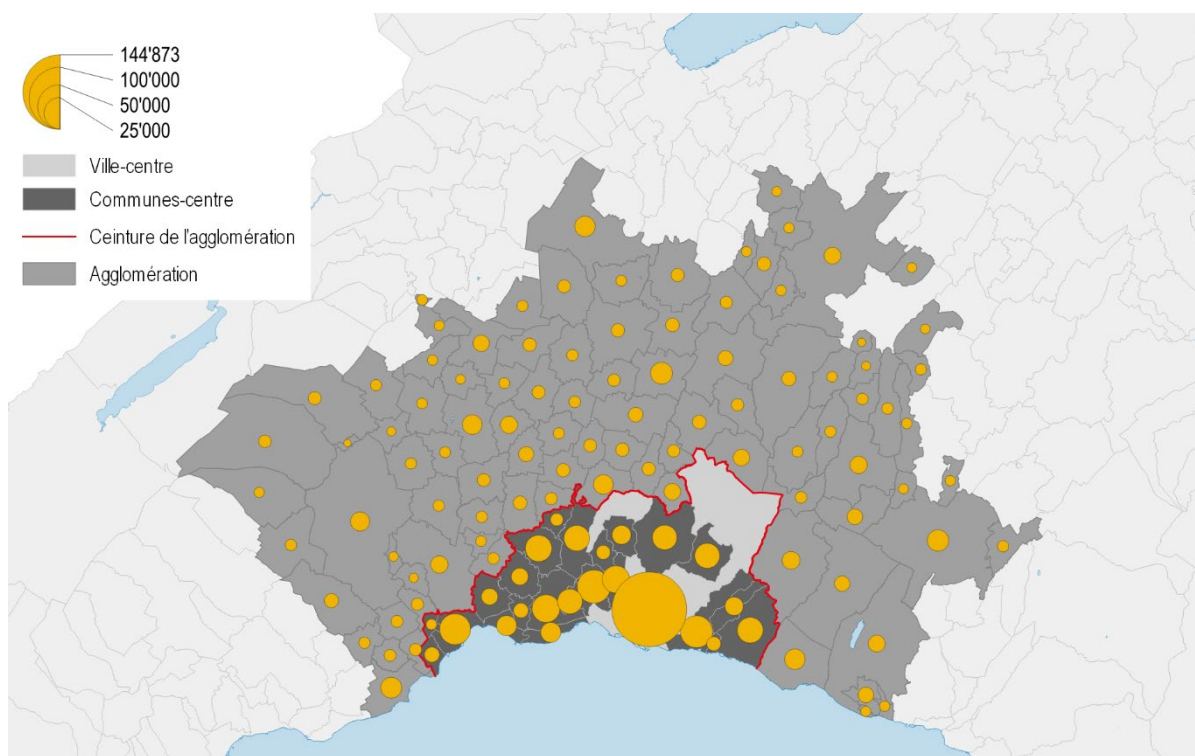 144'873
100'000
50'000
25'000
Ville-centre
Communes-centre
Ceinture de l'agglomération
Agglomération